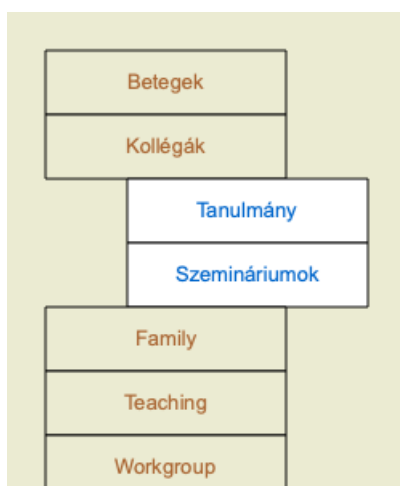 Betegek
Kollégák
Tanulmány
Szemináriumok
Family
Teaching
Workgroup